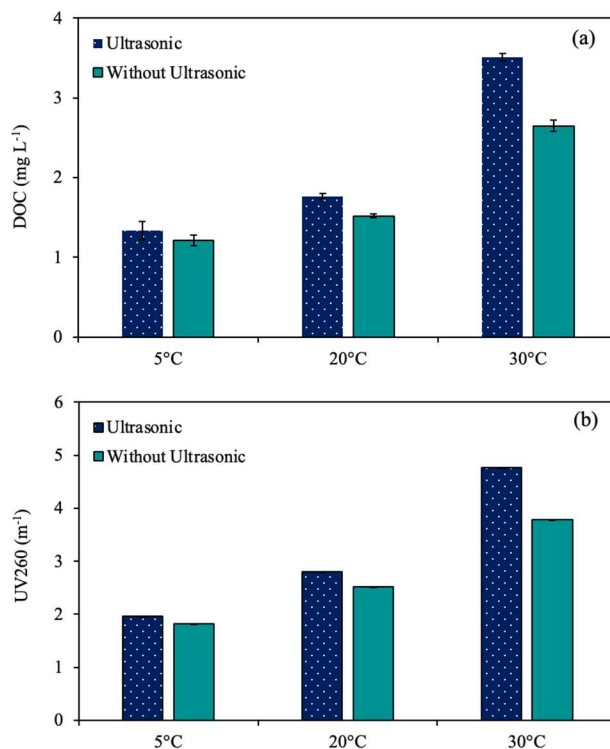 (a)
Ultrasonic
Without Ultrasonic
DOC (mg L-1)
4
3
2
1
0
5°C 20°C 30°C
(b)
Ultrasonic
Without Ultrasonic
UV260 (m-1)
6
5
4
3
2
1
0
5°C 20°C 30°C